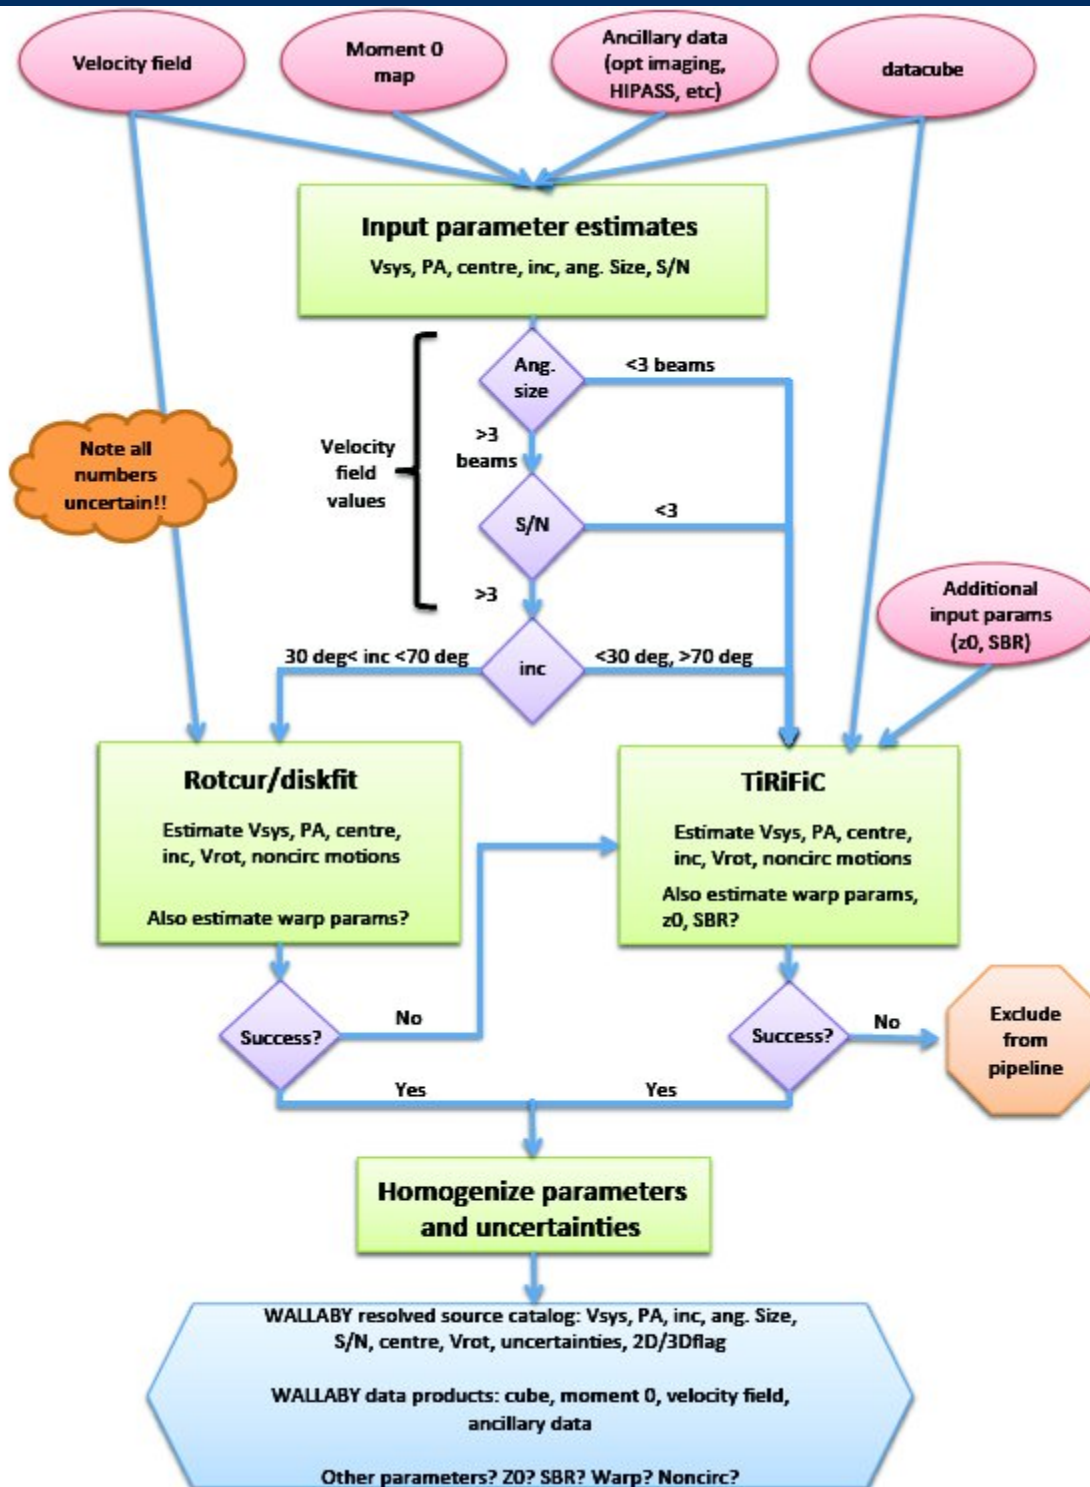 Velocity field
Moment 0
map
Ancillary data
(opt imaging,
HIPASS, etc)
datacube
Input parameter estimates
Vsys, PA, centre, inc, ang. Size, S/N
Ang.
size
<3 beams
>3
beams
Velocity
field
values
Note all
numbers
uncertain!!
S/N
<3
>3
Additional
input params
(z0, SBR)
30 deg< inc <70 deg
inc
<30 deg, >70 deg
Rotcur/diskfit
Estimate Vsys, PA, centre,
inc, Vrot, noncirc motions
Also estimate warp params?
TiRiFiC
Estimate Vsys, PA, centre,
inc, Vrot, noncirc motions
Also estimate warp params,
z0, SBR?
Success?
No
Success?
No
Exclude
from
pipeline
Yes
Yes
Homogenize parameters
and uncertainties
WALLABY resolved source catalog: Vsys, PA, inc, ang. Size,
S/N, centre, Vrot, uncertainties, 2D/3Dflag
WALLABY data products: cube, moment 0, velocity field,
ancillary data
Other parameters? Z0? SBR? Warp? Noncirc?